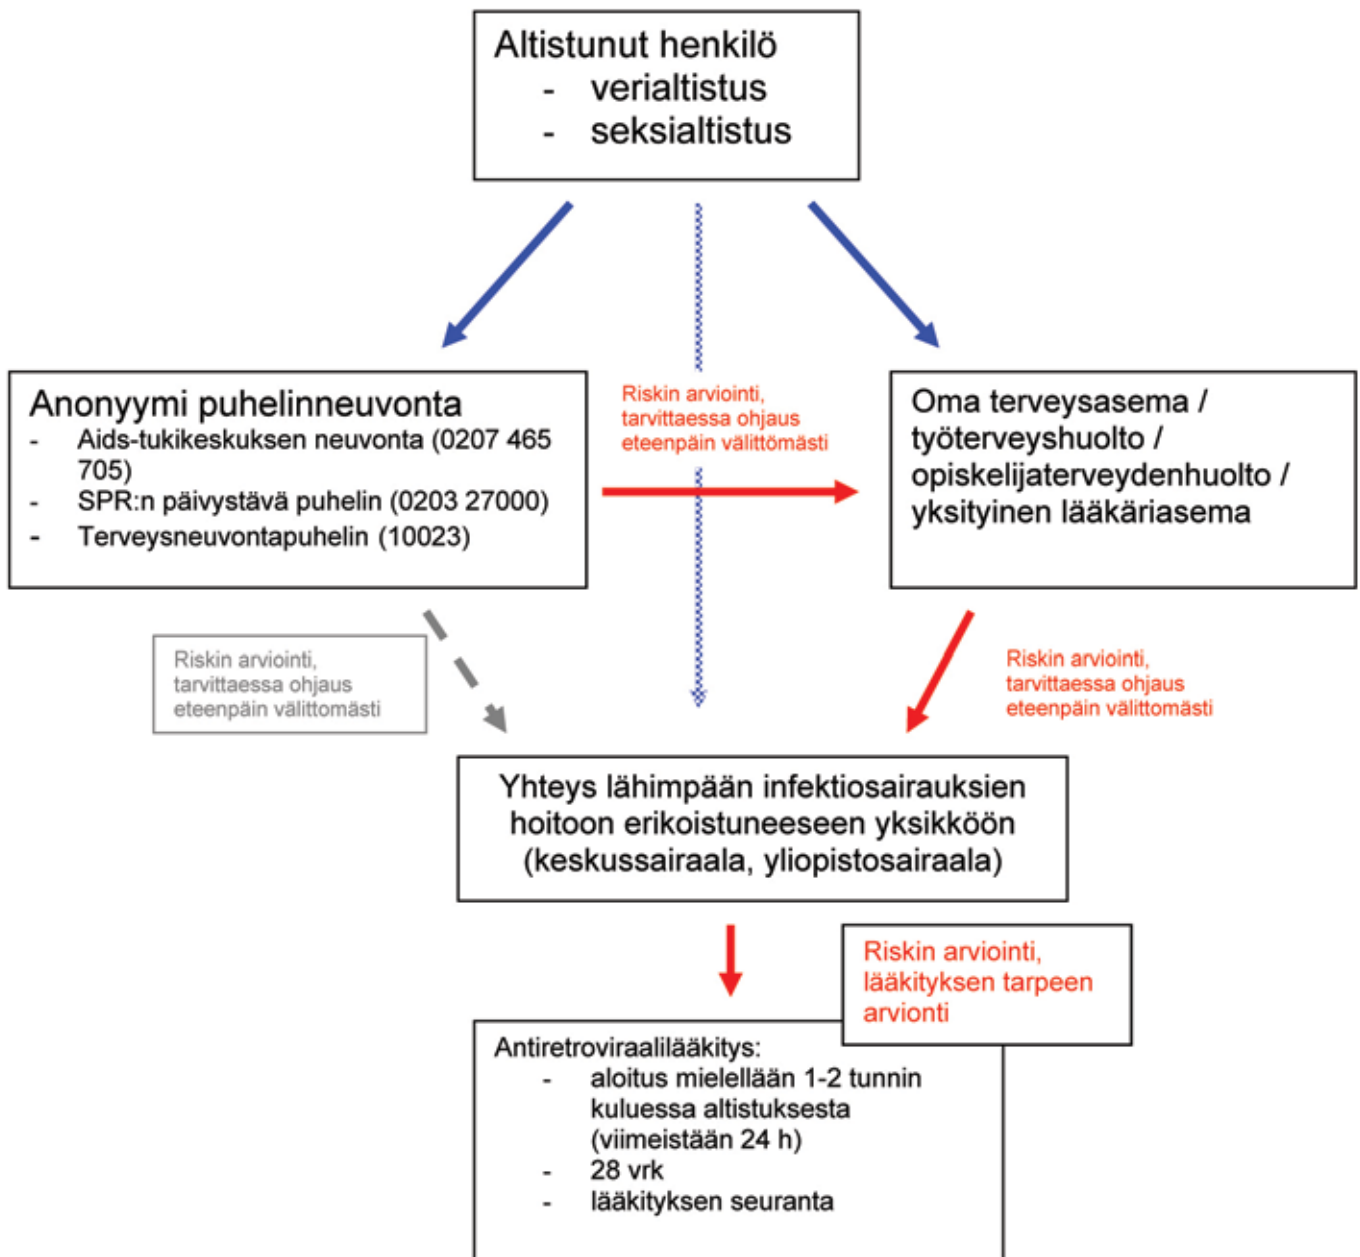 Altistunut henkilö
- verialtistus
- seksialtistus
Anonyymi puhelinneuvonta
- Aids-tukikeskuksen neuvonta (0207 465
705)
- SPR:n päivystävä puhelin (0203 27000)
- Terveysneuvontapuhelin (10023)
Riskin arviointi,
tarvittaessa ohjaus
eteenpäin välittömästi
Oma terveysasema /
työterveyshuolto /
opiskelijaterveydenhuolto /
yksityinen lääkäriasema
Riskin arviointi,
tarvittaessa ohjaus
eteenpäin välittomästi
Riskin arviointi,
tarvittaessa ohjaus
eteenpäin välittömästi
Yhteys lähimpään infektiosairauksien
hoitoon erikoistuneeseen yksikköön
(keskussairaala, yliopistosairaala)
Riskin arviointi,
lääkityksen tarpeen
arvionti
Antiretroviraalilääkitys:
- aloitus mielellään 1-2 tunnin
kuluessa altistuksesta
(viimeistään 24 h)
- 28 vrk
- lääkityksen seuranta